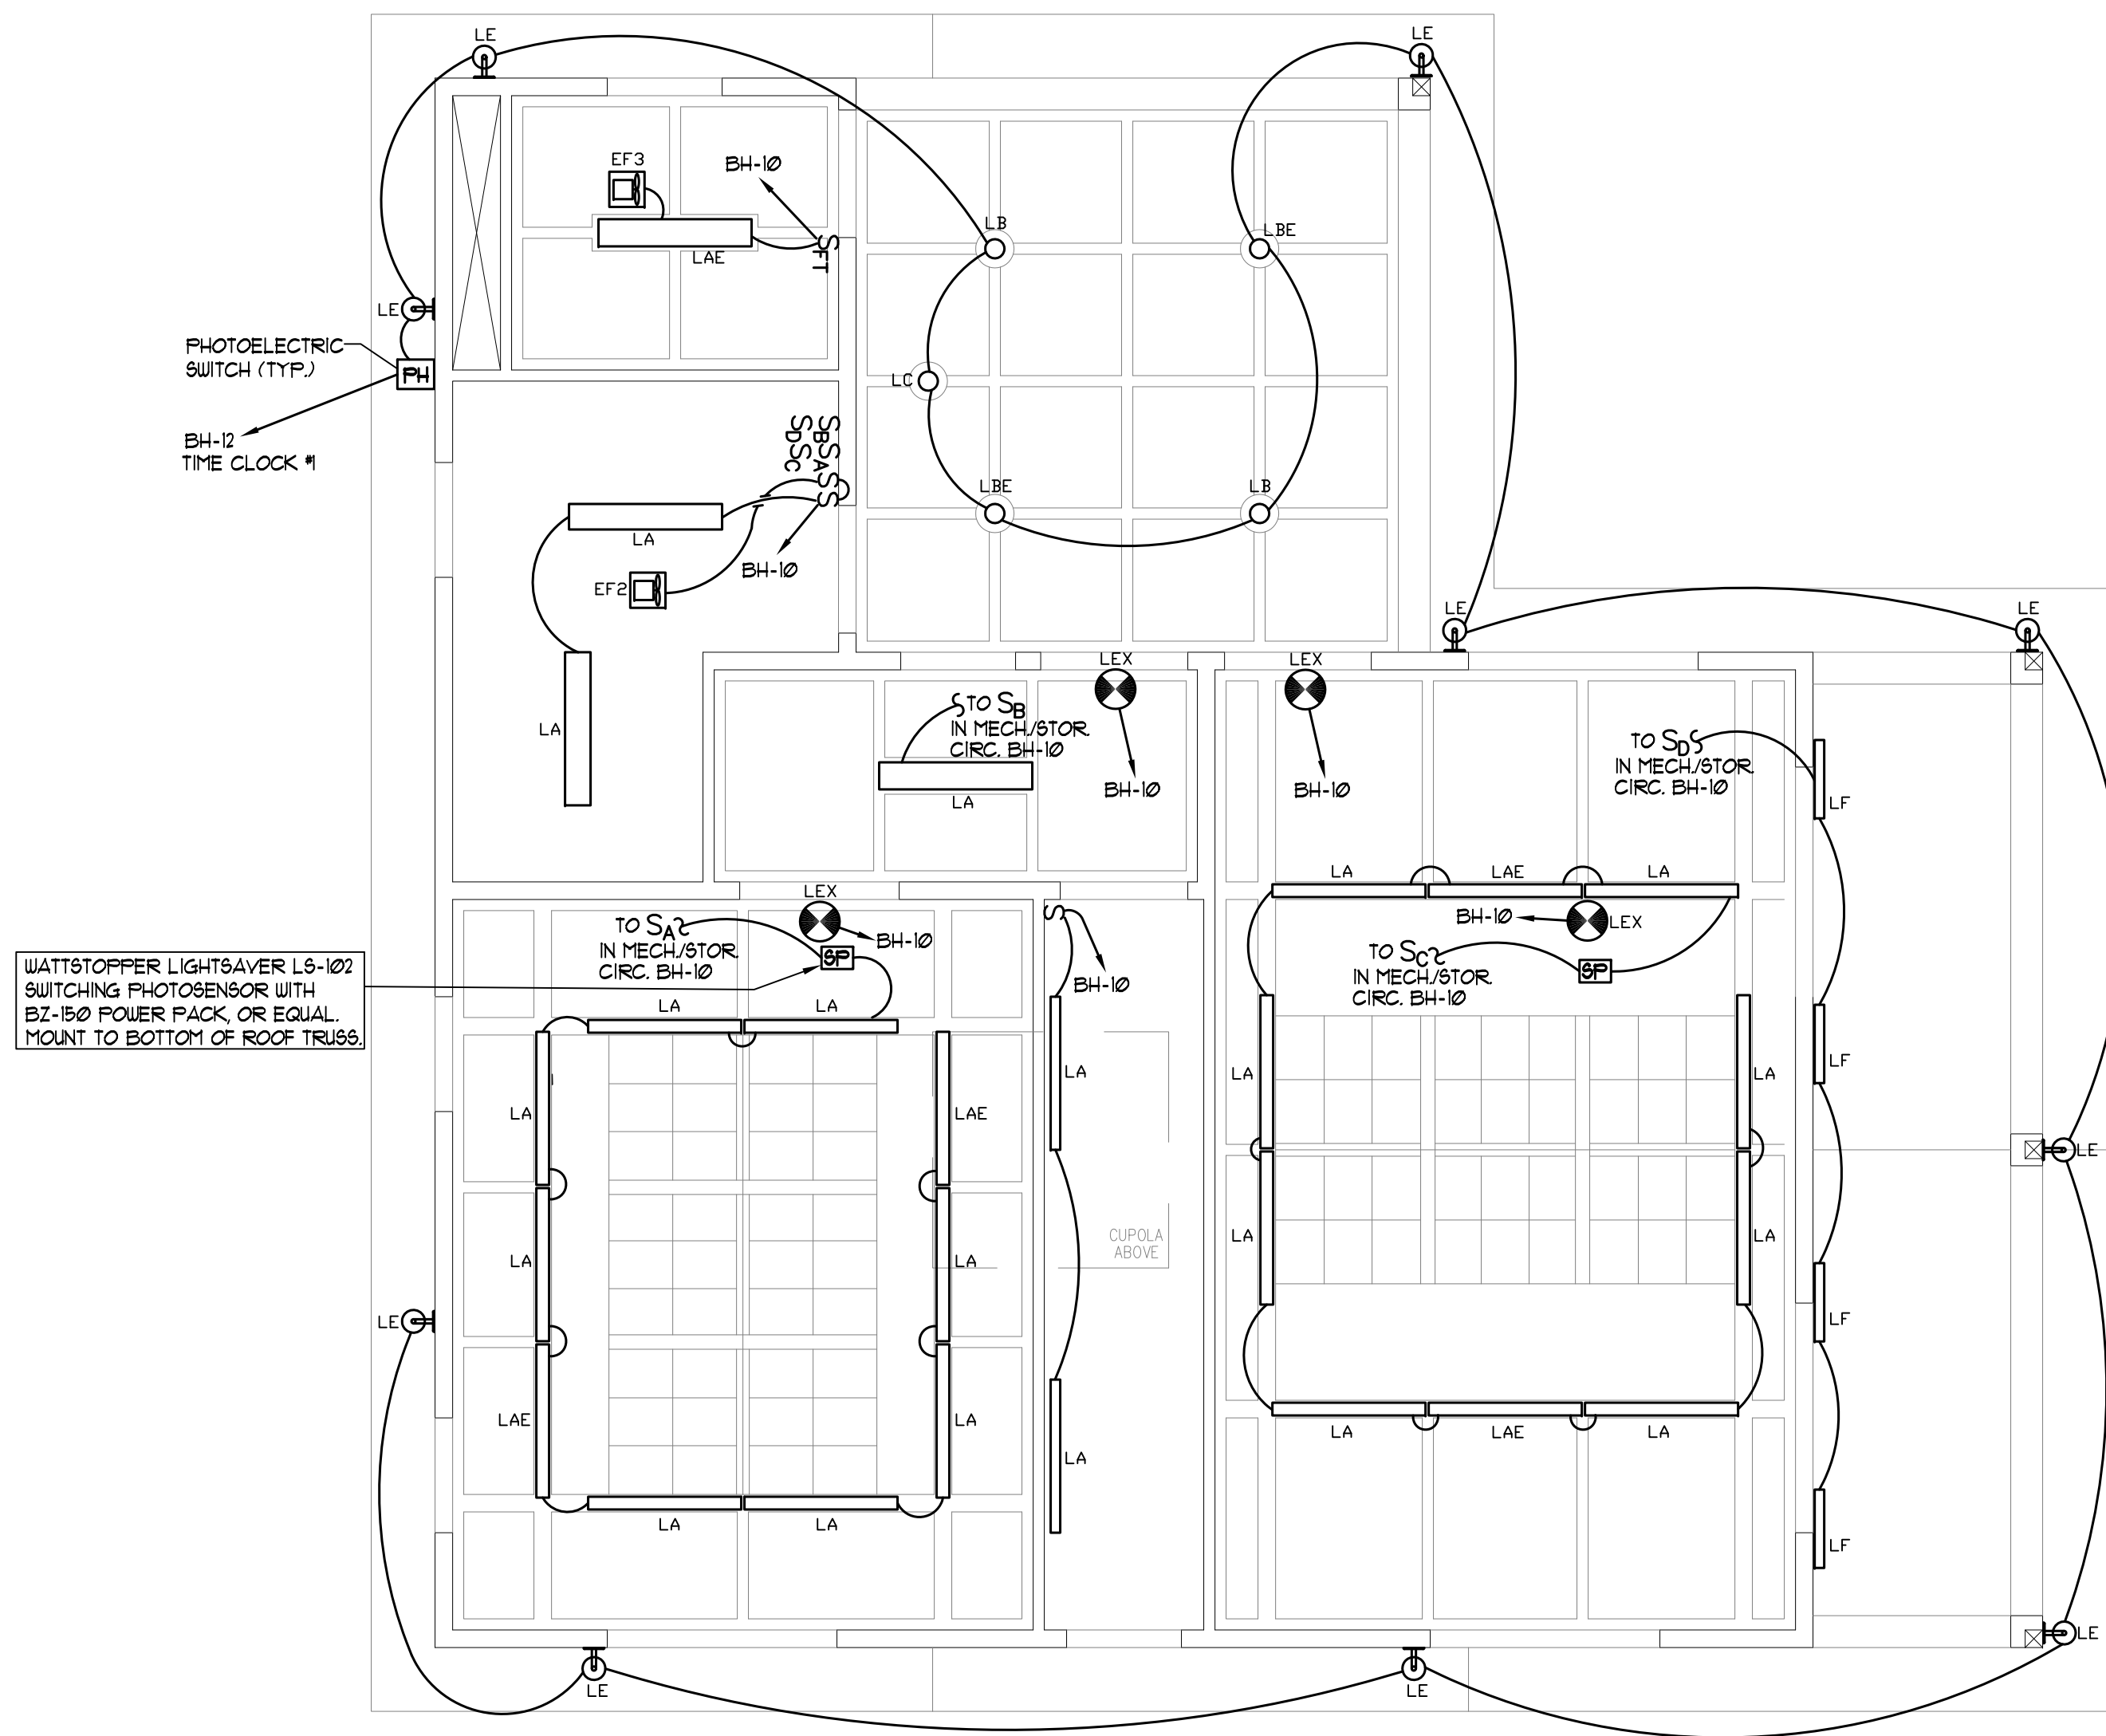 LE
LE
EF3
BH-10
LAE
SFT
LB
LBE
LE
PHOTOELECTRIC
SWITCH (TYP.)
PH
LC
BH-12
TIME CLOCK #1
SB
SA
S
S
SD
SC
LBE
LB
LA
BH-10
EF2
LE
LE
LEX
LEX
LA
TO SB
IN MECH./STOR.
CIRC. BH-10
TO SD
IN MECH./STOR.
CIRC. BH-10
BH-10
BH-10
LA
LF
LA
LAE
LA
LEX
TO SA
IN MECH./STOR.
CIRC. BH-10
BH-10
SP
S
BH-10
BH-10
LEX
TO SC
IN MECH./STOR.
CIRC. BH-10
SP
WATTSTOPPER LIGHTSAVER LS-102
SWITCHING PHOTOSENSOR WITH
BZ-150 POWER PACK, OR EQUAL.
MOUNT TO BOTTOM OF ROOF TRUSS.
LA
LA
LA
LAE
LA
LA
LA
LF
LE
LA
LA
CUPOLA
ABOVE
LA
LA
LE
LF
LAE
LA
LA
LA
LAE
LA
LA
LA
LF
LE
LE
LE